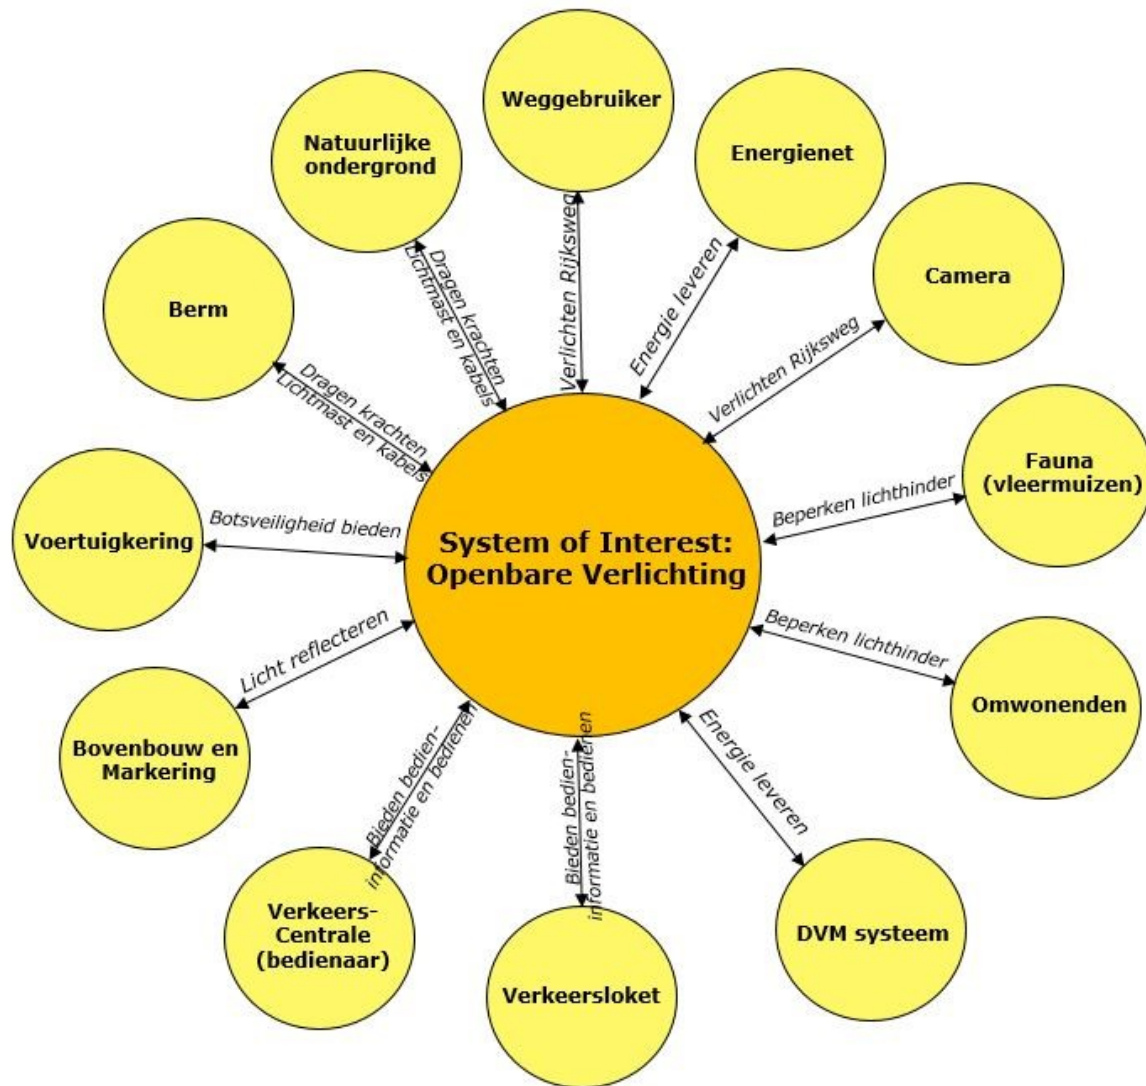 Weggebruiker
Natuurlijke
ondergrond
Energienet
Camera
Berm
Verlichten Rijksweg
Energie leveren
Verlichten Rijksweg
Dragen krachten
Lichtmast en kabels
Dragen krachten
Lichtmast en kabels
Fauna
(vleermuizen)
Beperken lichthinder
Voertuigkering
Botsveiligheid bieden
System of Interest:
Openbare Verlichting
Beperken lichthinder
Omwonenden
Licht reflecteren
Bovenbouw en
Markering
Bieden bedien-
informatie en bedienen
Bieden bedien-
informatie en bedienen
Energie leveren
Verkeers-
Centrale
(bedienaar)
Verkeersloket
DVM systeem